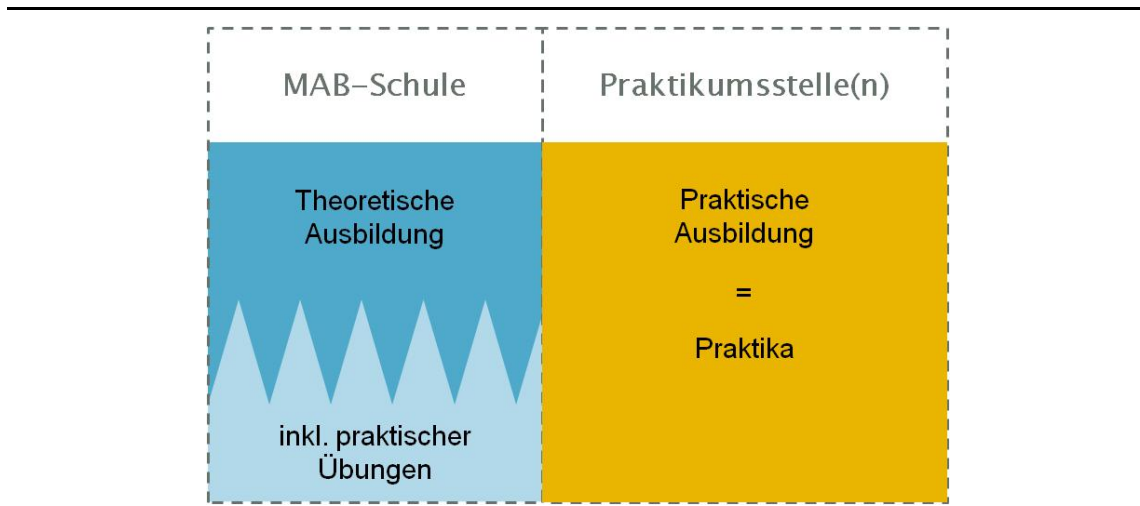 MAB-Schule
Praktikumsstelle(n)
Theoretische
Ausbildung
inkl. praktischer
Übungen
Praktische
Ausbildung
=
Praktika